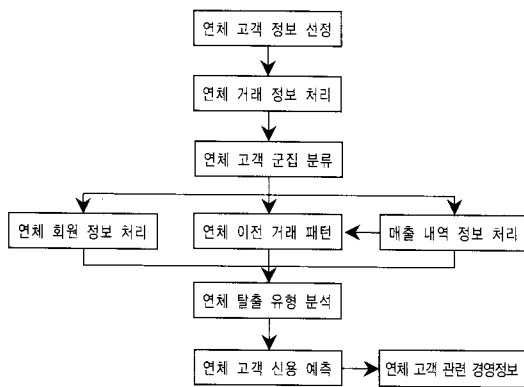 연체 고객 정보 선정
연체 거래 정보 처리
연체 고객 군집 분류
연체 회원 정보 처리
연체 이전 거래 패턴
매출 내역 정보 처리
연체 탈출 유형 분석
연체 고객 신용 예측
연체 고객 관련 경영정보